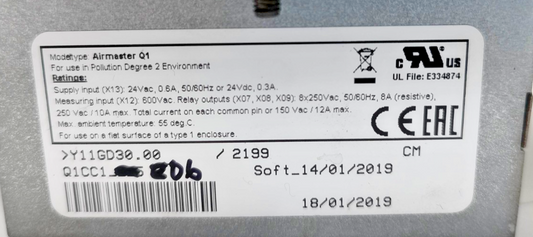 Modeltype: Airmaster Q1
For use in Pollution Degree 2 Environment
Ratings:
Supply input (X13): 24Vac, 0.6A, 50/60Hz or 24Vdc, 0.3A.
Measuring input (X12): 600Vac. Relay outputs (X07, X08, X09): 8x250Vac, 50/60Hz, 8A (resistive),
250 Vac / 10A max. Total current on each common pin or 150 Vac / 12A max.
Max. ambient temperature: 55 deg C.
For use on a flat surface of a type 1 enclosure.
c RU US
UL File: E334874
CE EAC
>Y11GD30.00 / 2199 CM
Q1CC1 206 Soft_14/01/2019
18/01/2019